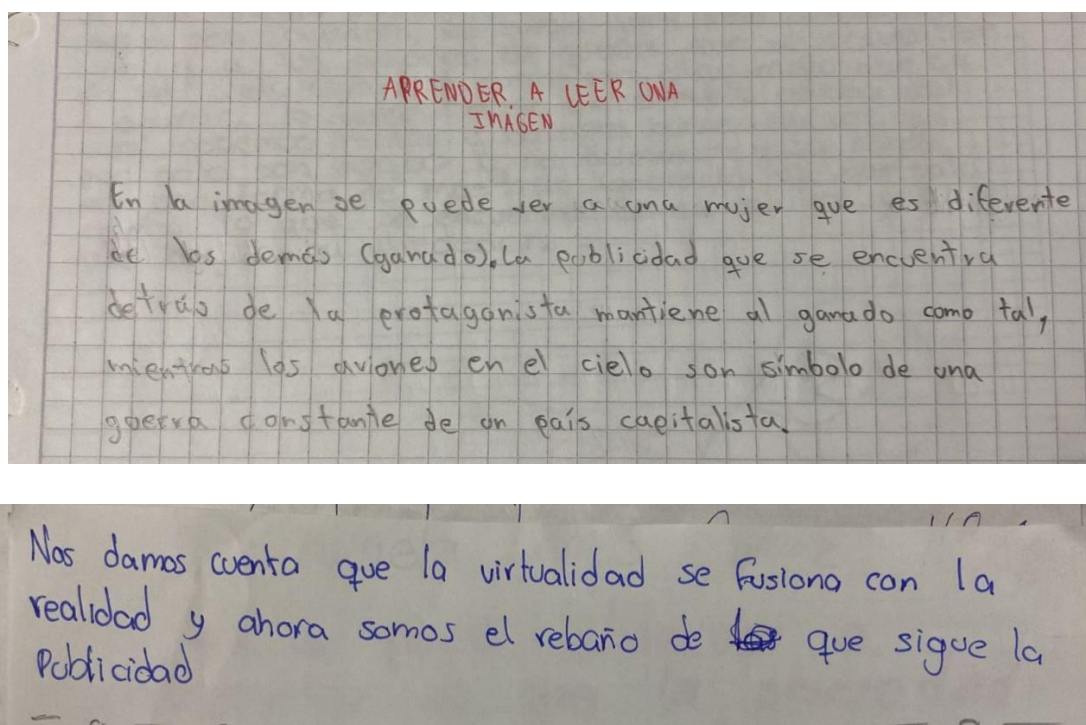 APRENDER A LEER UNA
IMAGEN
En la imagen se puede ver a una mujer que es diferente
de los demás (ganado). La publicidad que se encuentra
detrás de la protagonista mantiene al ganado como tal,
mientras los aviones en el cielo son símbolo de una
guerra constante de un país capitalista.
Nos damos cuenta que la virtualidad se fusiona con la
realidad y ahora somos el rebaño de que sigue la
Publicidad